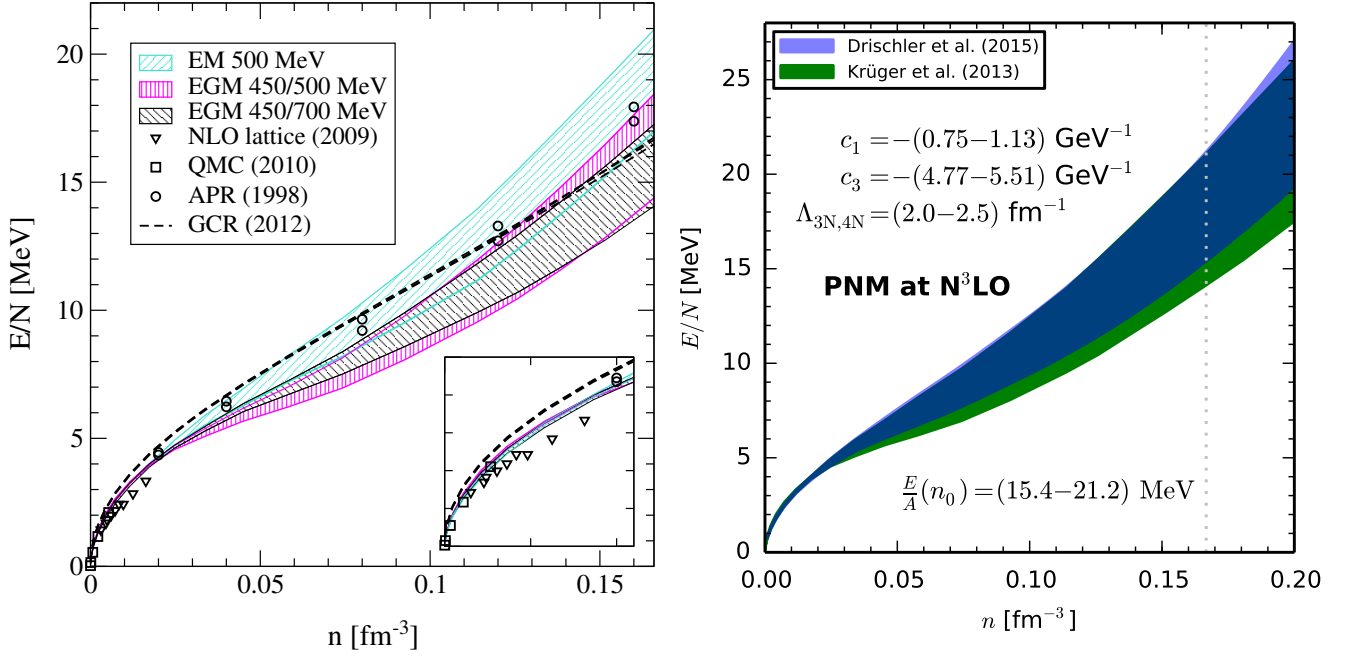 20
15
10
5
0
E/N [MeV]
EM 500 MeV
EGM 450/500 MeV
EGM 450/700 MeV
NLO lattice (2009)
QMC (2010)
APR (1998)
GCR (2012)
0 0.05 0.1 0.15
n [fm⁻³]
25
20
15
10
5
0
E/N [MeV]
Drischler et al. (2015)
Krüger et al. (2013)
c₁ =−(0.75−1.13) GeV⁻¹
c₃ =−(4.77−5.51) GeV⁻¹
Λ₃N,₄N =(2.0−2.5) fm⁻¹
PNM at N³LO
E/A (n₀) =(15.4−21.2) MeV
0.00 0.05 0.10 0.15 0.20
n [fm⁻³]